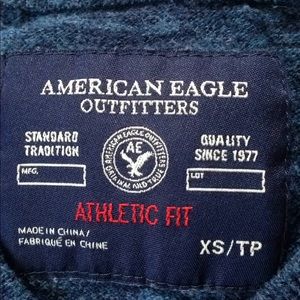 AMERICAN EAGLE
OUTFITTERS
STANDARD
TRADITION
MFG.
AMERICAN EAGLE OUTFITTERS
AE
ORIGINAL AND TRUE
QUALITY
SINCE 1977
LOT
ATHLETIC FIT
MADE IN CHINA/
FABRIQUÉ EN CHINE
XS/TP